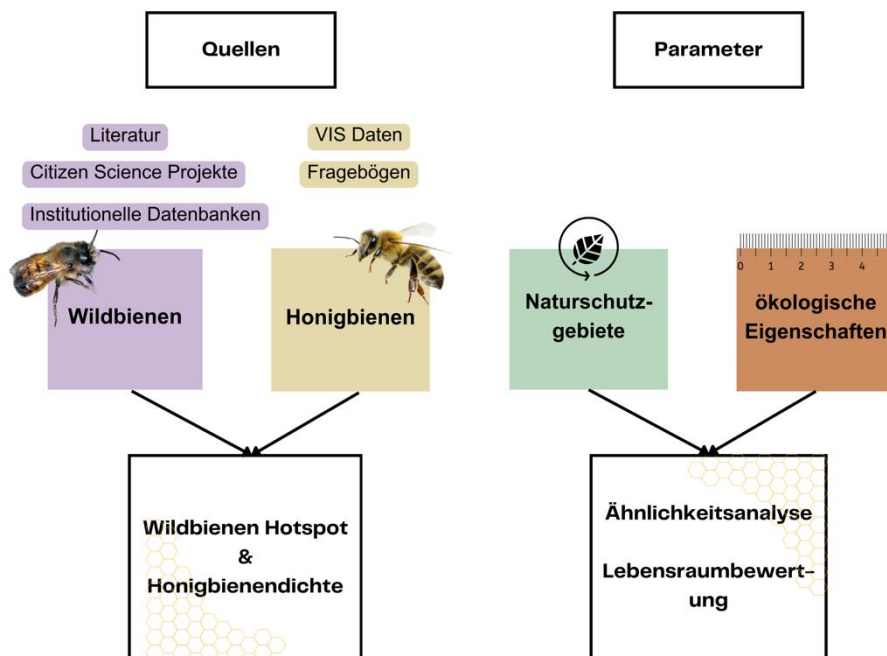 Quellen
Parameter
Literatur
Citizen Science Projekte
Institutionelle Datenbanken
VIS Daten
Fragebögen
Wildbienen
Honigbienen
Naturschutz-
gebiete
0 1 2 3 4
ökologische
Eigenschaften
Wildbienen Hotspot
&
Honigbienendichte
Ähnlichkeitsanalyse
Lebensraumbewert-
ung